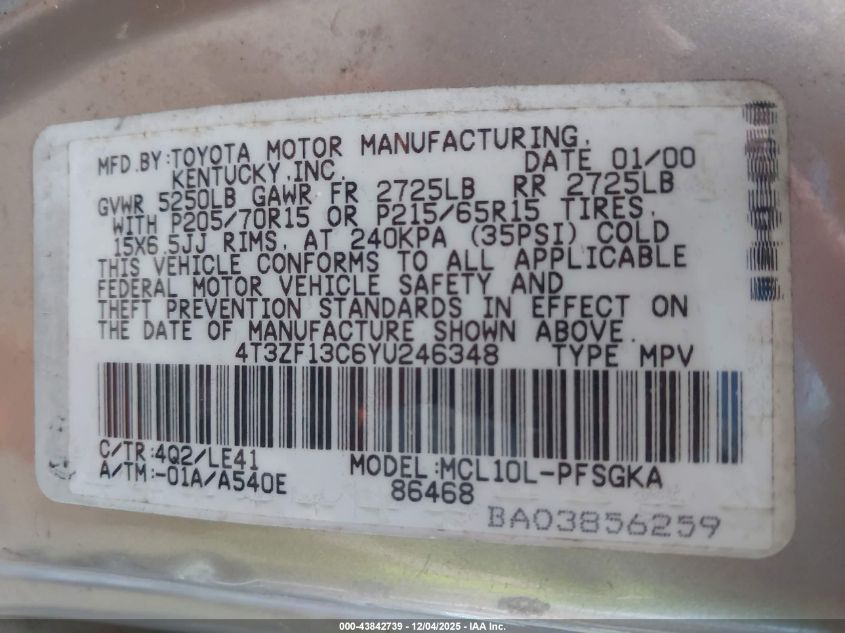 MFD.BY:TOYOTA MOTOR MANUFACTURING,
KENTUCKY,INC. DATE 01/00
GVWR 5250LB GAWR FR 2725LB RR 2725LB
WITH P205/70R15 OR P215/65R15 TIRES,
15X6.5JJ RIMS, AT 240KPA (35PSI) COLD
THIS VEHICLE CONFORMS TO ALL APPLICABLE
FEDERAL MOTOR VEHICLE SAFETY AND
THEFT PREVENTION STANDARDS IN EFFECT ON
THE DATE OF MANUFACTURE SHOWN ABOVE.
4T3ZF13C6YU246348 TYPE MPV
C/TR:4Q2/LE41
A/TM:-01A/A540E
MODEL:MCL10L-PFSGKA
86468
BA03856259
000-43842739 - 12/04/2025 - IAA Inc.